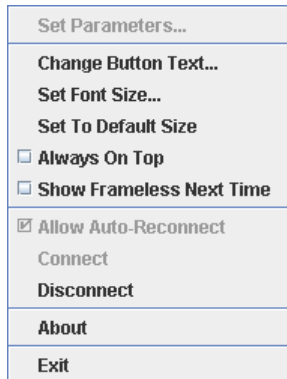 Set Parameters...
Change Button Text...
Set Font Size...
Set To Default Size
Always On Top
Show Frameless Next Time
Allow Auto-Reconnect
Connect
Disconnect
About
Exit